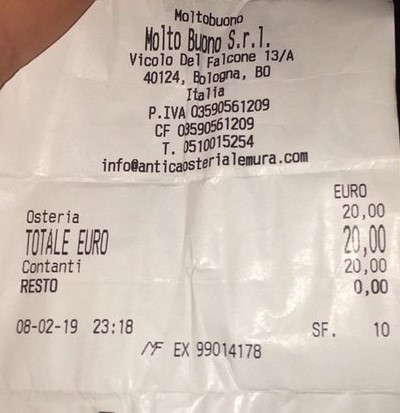 Moltobuono
Molto Buono S.r.l.
Vicolo Del Falcone 13/A
40124, Bologna, BO
Italia
P.IVA 03590561209
CF 03590561209
T. 0510015254
info@anticaosterialemura.com
EURO
Osteria 20,00
TOTALE EURO 20,00
Contanti 20,00
RESTO 0,00
08-02-19 23:18 SF. 10
MF EX 99014178